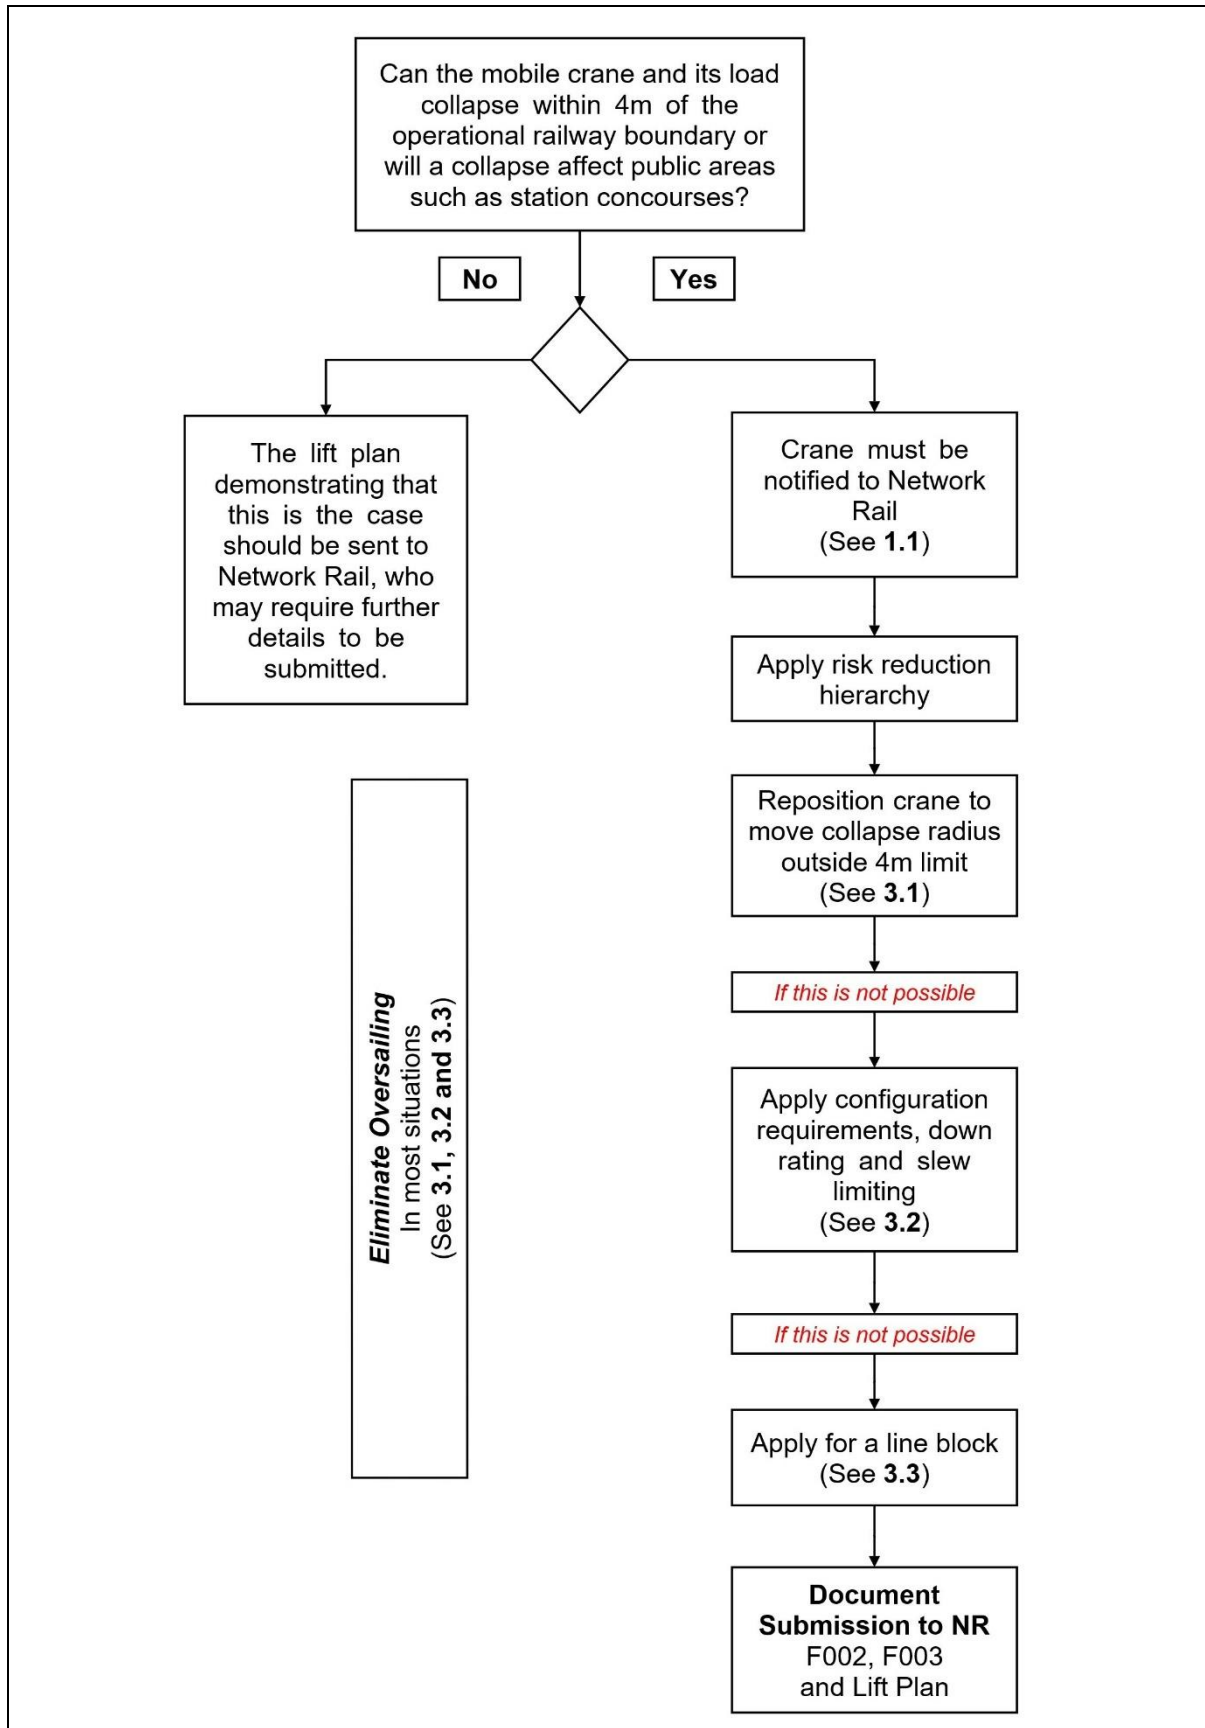 Can the mobile crane and its load
collapse within 4m of the
operational railway boundary or
will a collapse affect public areas
such as station concourses?
No
Yes
The lift plan
demonstrating that
this is the case
should be sent to
Network Rail, who
may require further
details to be
submitted.
Crane must be
notified to Network
Rail
(See 1.1)
Apply risk reduction
hierarchy
Reposition crane to
move collapse radius
outside 4m limit
(See 3.1)
If this is not possible
Apply configuration
requirements, down
rating and slew
limiting
(See 3.2)
If this is not possible
Apply for a line block
(See 3.3)
Document
Submission to NR
F002, F003
and Lift Plan
Eliminate Oversailing
In most situations
(See 3.1, 3.2 and 3.3)